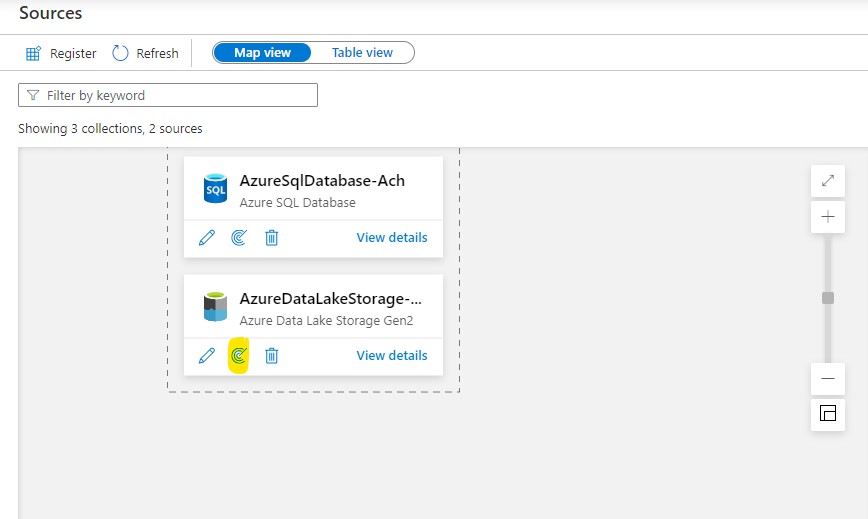 Sources
Register Refresh Map view Table view
Filter by keyword
Showing 3 collections, 2 sources
SQL AzureSqlDatabase-Ach
Azure SQL Database
View details
AzureDataLakeStorage-...
Azure Data Lake Storage Gen2
View details